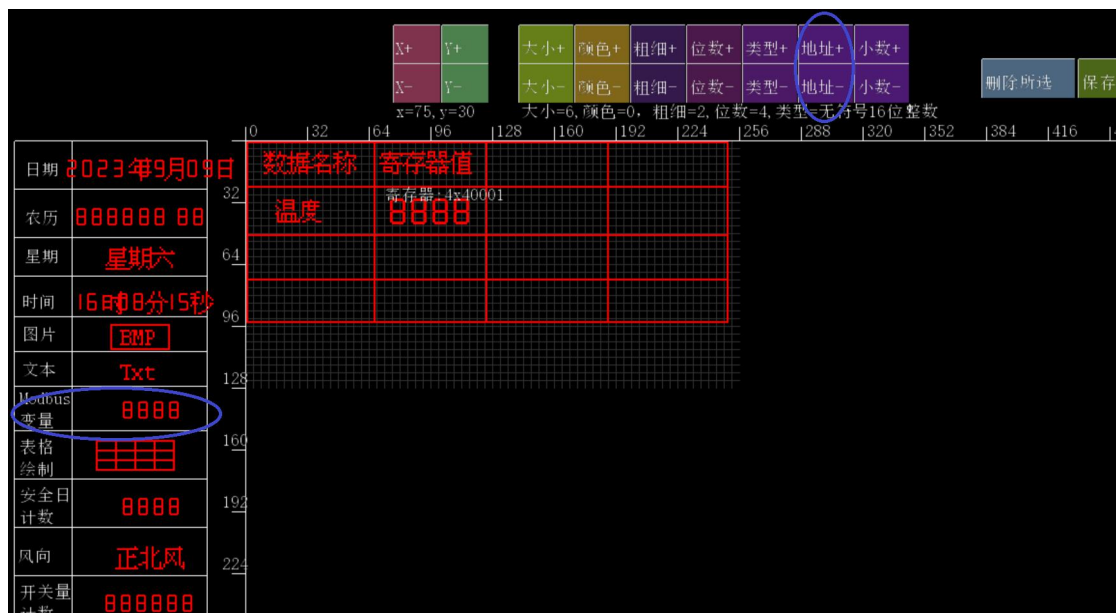 X+ Y+ 大小+ 颜色+ 粗细+ 位数+ 类型+ 地址+ 小数+
X- Y- 大小- 颜色- 粗细- 位数- 类型- 地址- 小数-
删除所选 保存
x=75,y=30 大小=6,颜色=0, 粗细=2,位数=4,类型=无符号16位整数
0 32 64 96 128 160 192 224 256 288 320 352 384 416
日期 2023年9月09日
数据名称 寄存器值
32
寄存器:4x40001
温度 8888
农历 888888 88
星期 星期六
64
时间 16时08分15秒
96
图片 BMP
文本 Txt
128
Modbus
变量 8888
160
表格
绘制
安全日
计数 8888
192
风向 正北风
224
开关量
计数 888888